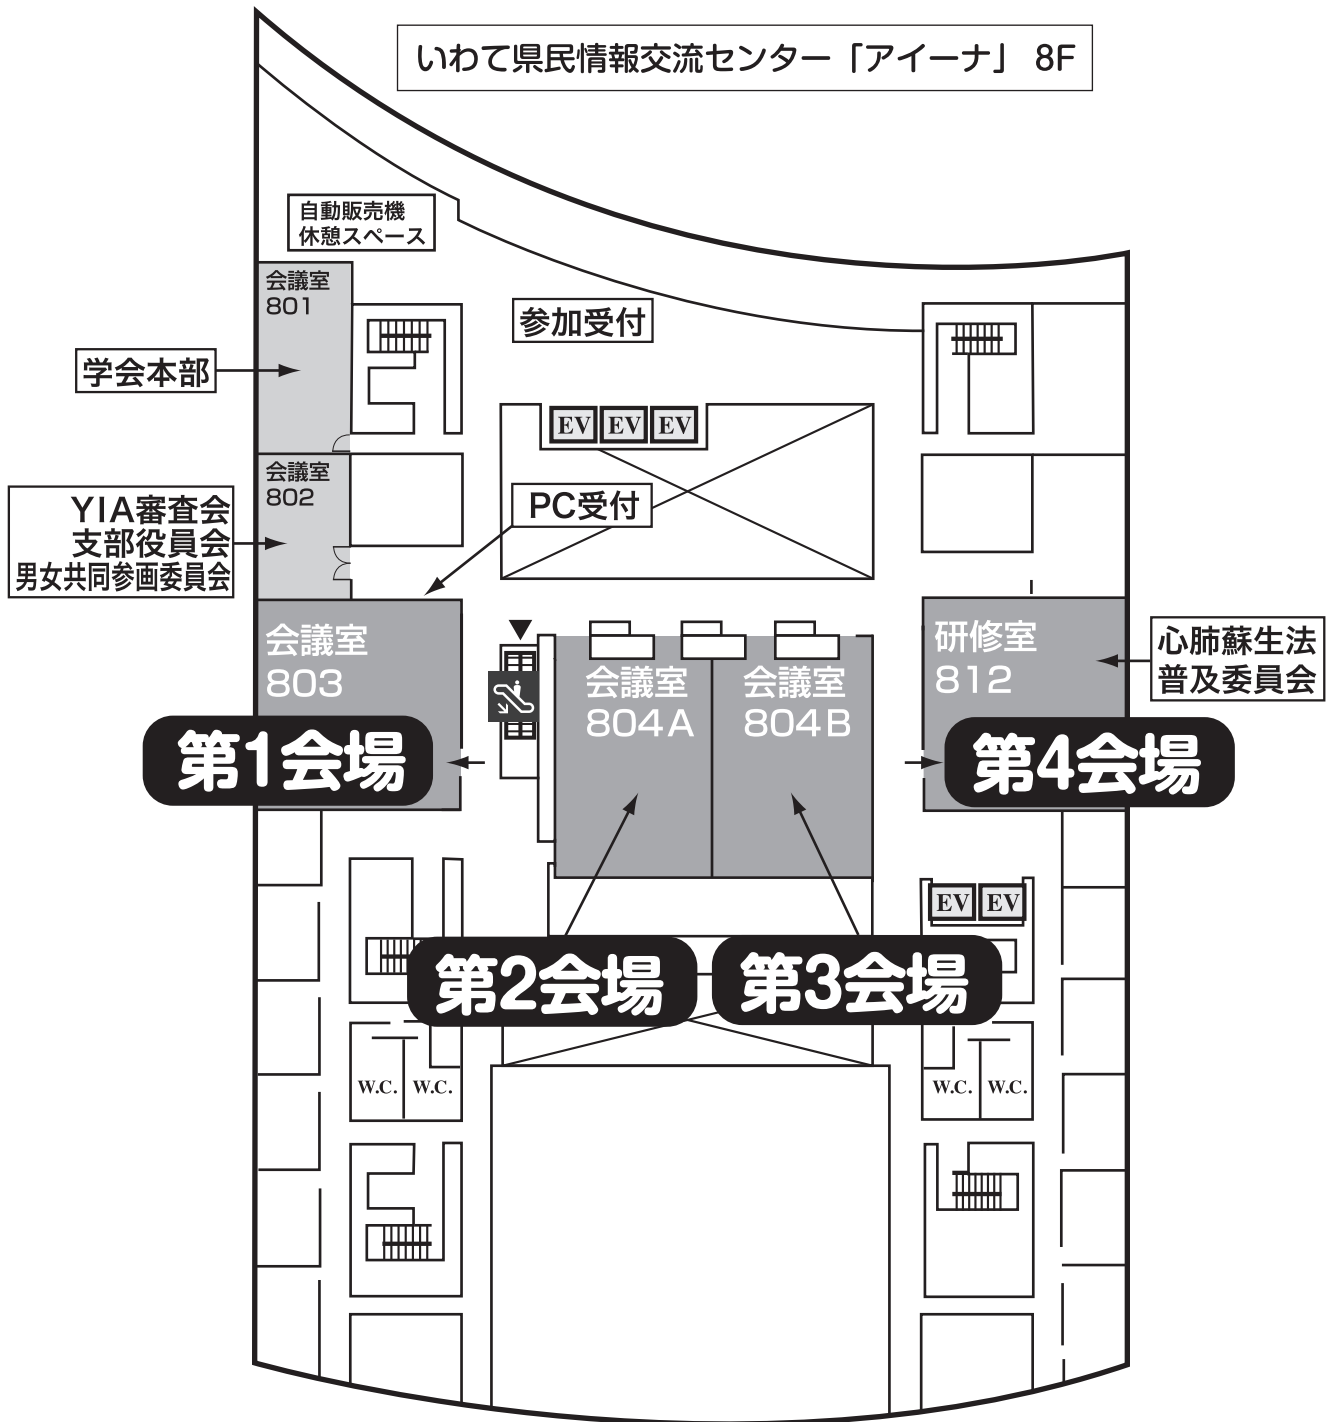 いわて県民情報交流センター「アイーナ」 8F
自動販売機
休憩スペース
会議室
801
参加受付
学会本部
EV EV EV
会議室
802
PC受付
YIA審査会
支部役員会
男女共同参画委員会
会議室
803
会議室
804A
会議室
804B
研修室
812
心肺蘇生法
普及委員会
第1会場
第4会場
EV EV
第2会場
第3会場
W.C. W.C.
W.C. W.C.